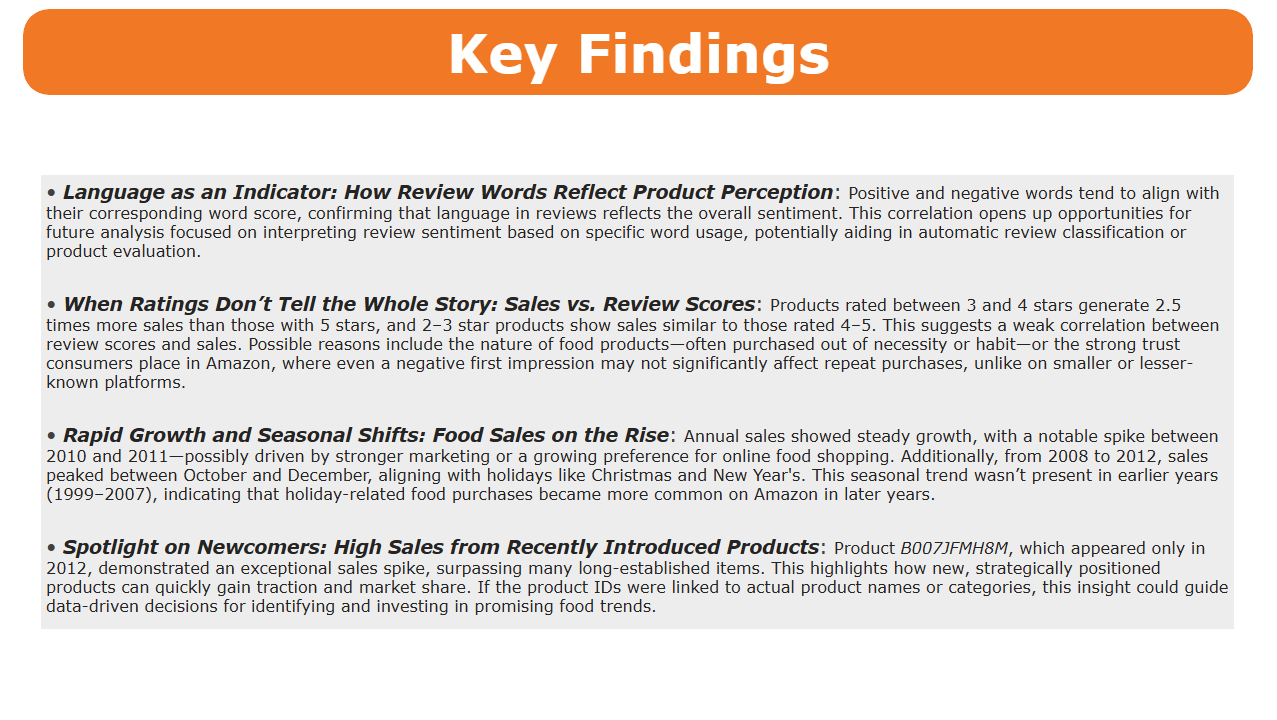 Key Findings
• Language as an Indicator: How Review Words Reflect Product Perception: Positive and negative words tend to align with
their corresponding word score, confirming that language in reviews reflects the overall sentiment. This correlation opens up opportunities for
future analysis focused on interpreting review sentiment based on specific word usage, potentially aiding in automatic review classification or
product evaluation.
• When Ratings Don’t Tell the Whole Story: Sales vs. Review Scores: Products rated between 3 and 4 stars generate 2.5
times more sales than those with 5 stars, and 2–3 star products show sales similar to those rated 4–5. This suggests a weak correlation between
review scores and sales. Possible reasons include the nature of food products—often purchased out of necessity or habit—or the strong trust
consumers place in Amazon, where even a negative first impression may not significantly affect repeat purchases, unlike on smaller or lesser-
known platforms.
• Rapid Growth and Seasonal Shifts: Food Sales on the Rise: Annual sales showed steady growth, with a notable spike between
2010 and 2011—possibly driven by stronger marketing or a growing preference for online food shopping. Additionally, from 2008 to 2012, sales
peaked between October and December, aligning with holidays like Christmas and New Year's. This seasonal trend wasn’t present in earlier years
(1999–2007), indicating that holiday-related food purchases became more common on Amazon in later years.
• Spotlight on Newcomers: High Sales from Recently Introduced Products: Product B007JFMH8M, which appeared only in
2012, demonstrated an exceptional sales spike, surpassing many long-established items. This highlights how new, strategically positioned
products can quickly gain traction and market share. If the product IDs were linked to actual product names or categories, this insight could guide
data-driven decisions for identifying and investing in promising food trends.